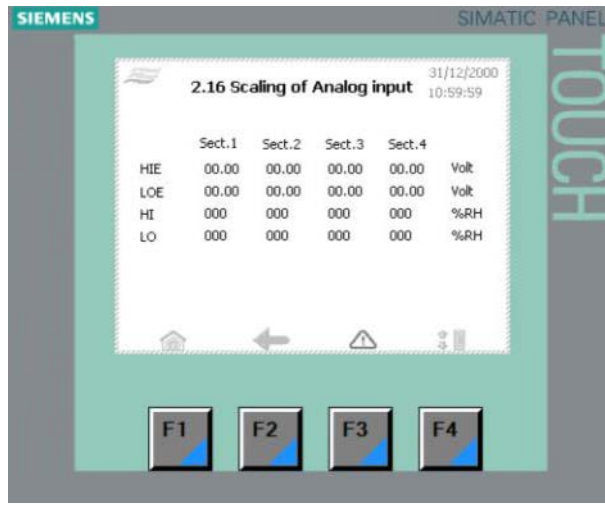 SIEMENS
SIMATIC PANEL
TOUCH
2.16 Scaling of Analog input
31/12/2000
10:59:59
Sect.1 Sect.2 Sect.3 Sect.4
HIE 00.00 00.00 00.00 00.00 Volt
LOE 00.00 00.00 00.00 00.00 Volt
HI 000 000 000 000 %RH
LO 000 000 000 000 %RH
F1 F2 F3 F4